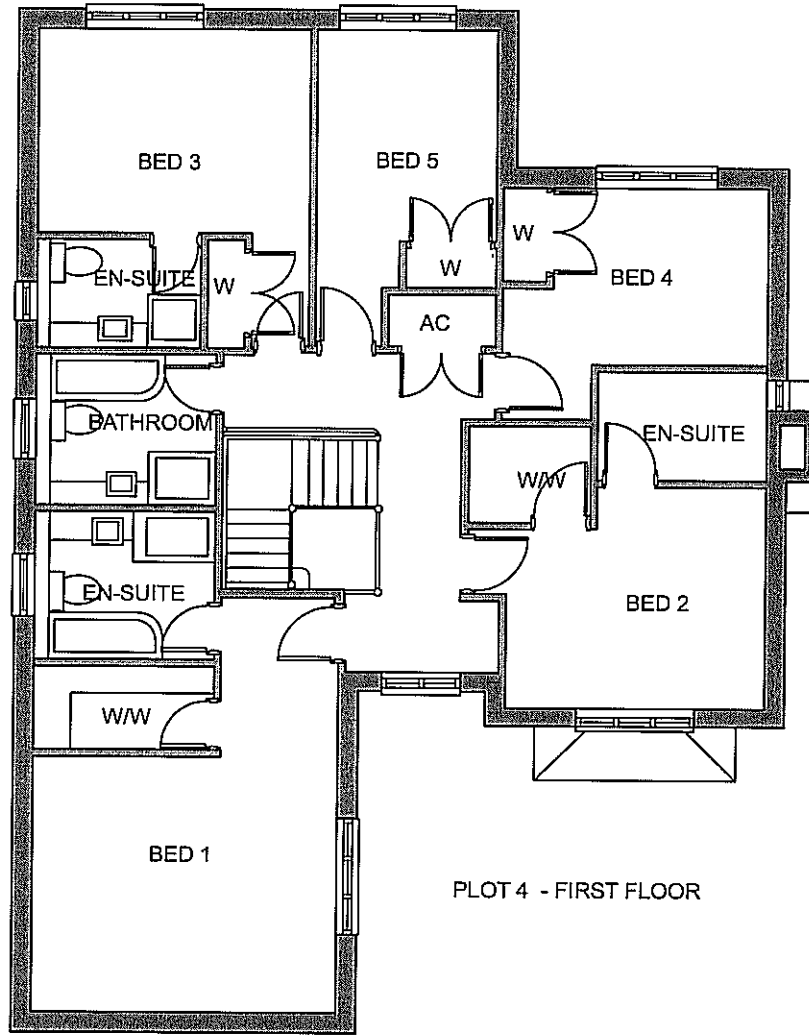 BED 3
BED 5
W
BED 4
EN-SUITE
W
W
AC
BATHROOM
EN-SUITE
W/W
EN-SUITE
BED 2
W/W
BED 1
PLOT 4 - FIRST FLOOR